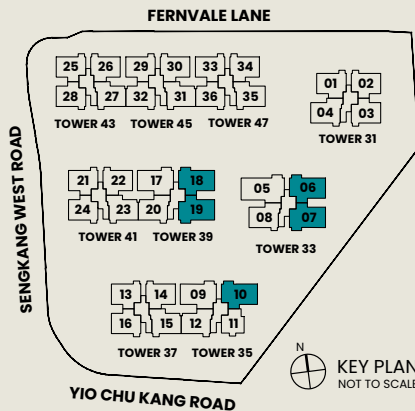 FERNVALE LANE
25 26 29 30 33 34
28 27 32 31 36 35
TOWER 43 TOWER 45 TOWER 47
01 02
04 03
TOWER 31
SENGKANG WEST ROAD
21 22 17 18
24 23 20 19
TOWER 41 TOWER 39
05 06
08 07
TOWER 33
13 14 09 10
16 15 12 11
TOWER 37 TOWER 35
YIO CHU KANG ROAD
N
KEY PLAN
NOT TO SCALE